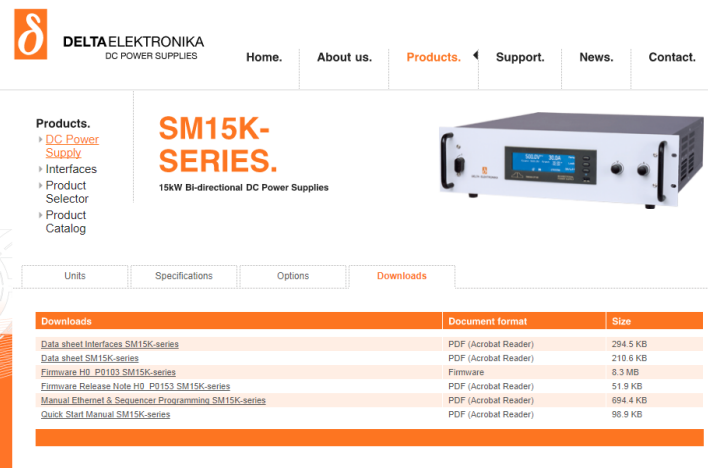 δ
DELTAELEKTRONIKA
DC POWER SUPPLIES
Home.
About us.
Products.
Support.
News.
Contact.
Products.
DC Power
Supply
Interfaces
Product
Selector
Product
Catalog
SM15K-
SERIES.
15kW Bi-directional DC Power Supplies
Units
Specifications
Options
Downloads
Downloads Document format Size
Data sheet Interfaces SM15K-series PDF (Acrobat Reader) 294.5 KB
Data sheet SM15K-series PDF (Acrobat Reader) 210.6 KB
Firmware H0_P0103 SM15K-series Firmware 8.3 MB
Firmware Release Note H0_P0153 SM15K-series PDF (Acrobat Reader) 51.9 KB
Manual Ethernet & Sequencer Programming SM15K-series PDF (Acrobat Reader) 694.4 KB
Quick Start Manual SM15K-series PDF (Acrobat Reader) 98.9 KB